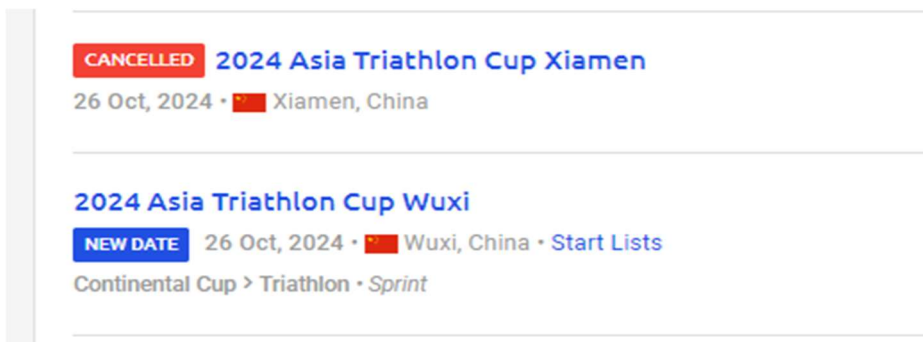 CANCELLED 2024 Asia Triathlon Cup Xiamen
26 Oct, 2024 • Xiamen, China
2024 Asia Triathlon Cup Wuxi
NEW DATE 26 Oct, 2024 • Wuxi, China • Start Lists
Continental Cup > Triathlon • Sprint